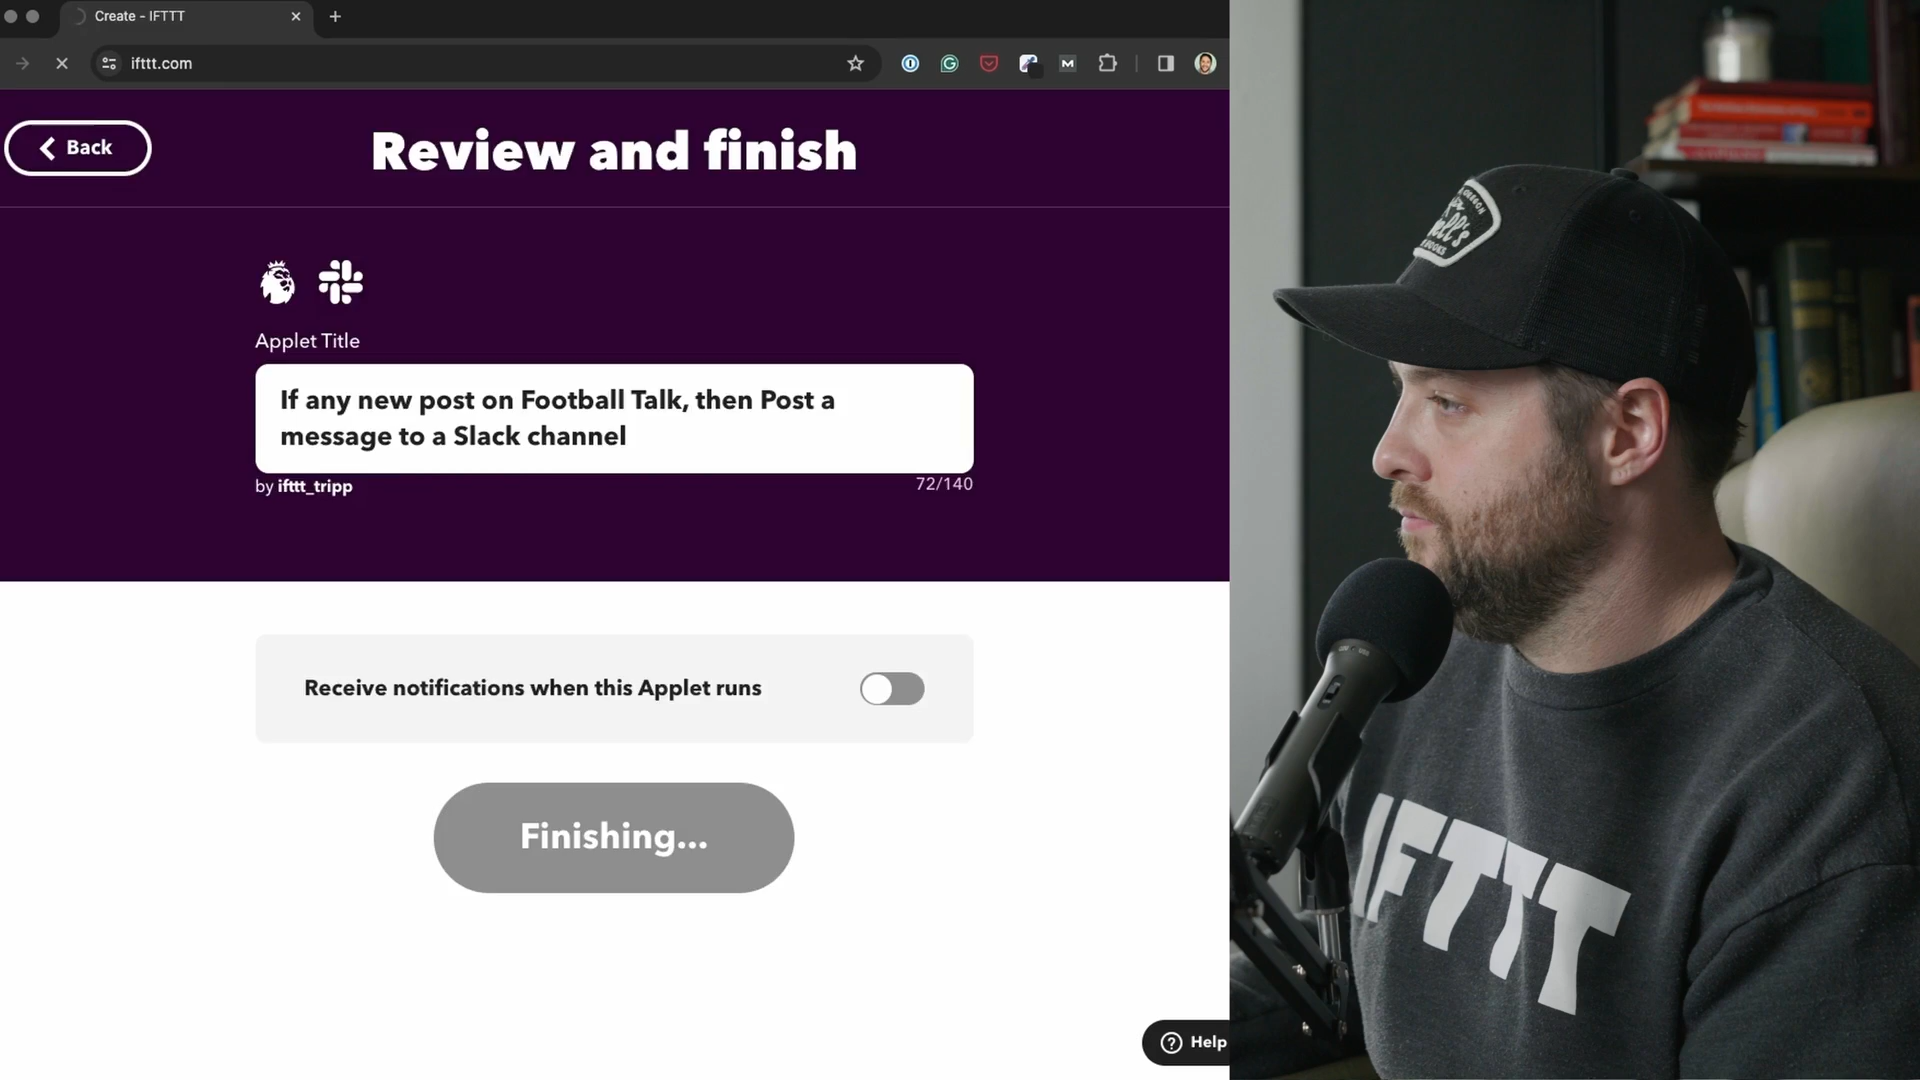 Create - IFTTT
ifttt.com
Back
Review and finish
Applet Title
If any new post on Football Talk, then Post a
message to a Slack channel
by ifttt_tripp
72/140
Receive notifications when this Applet runs
Finishing...
Help
IFTTT